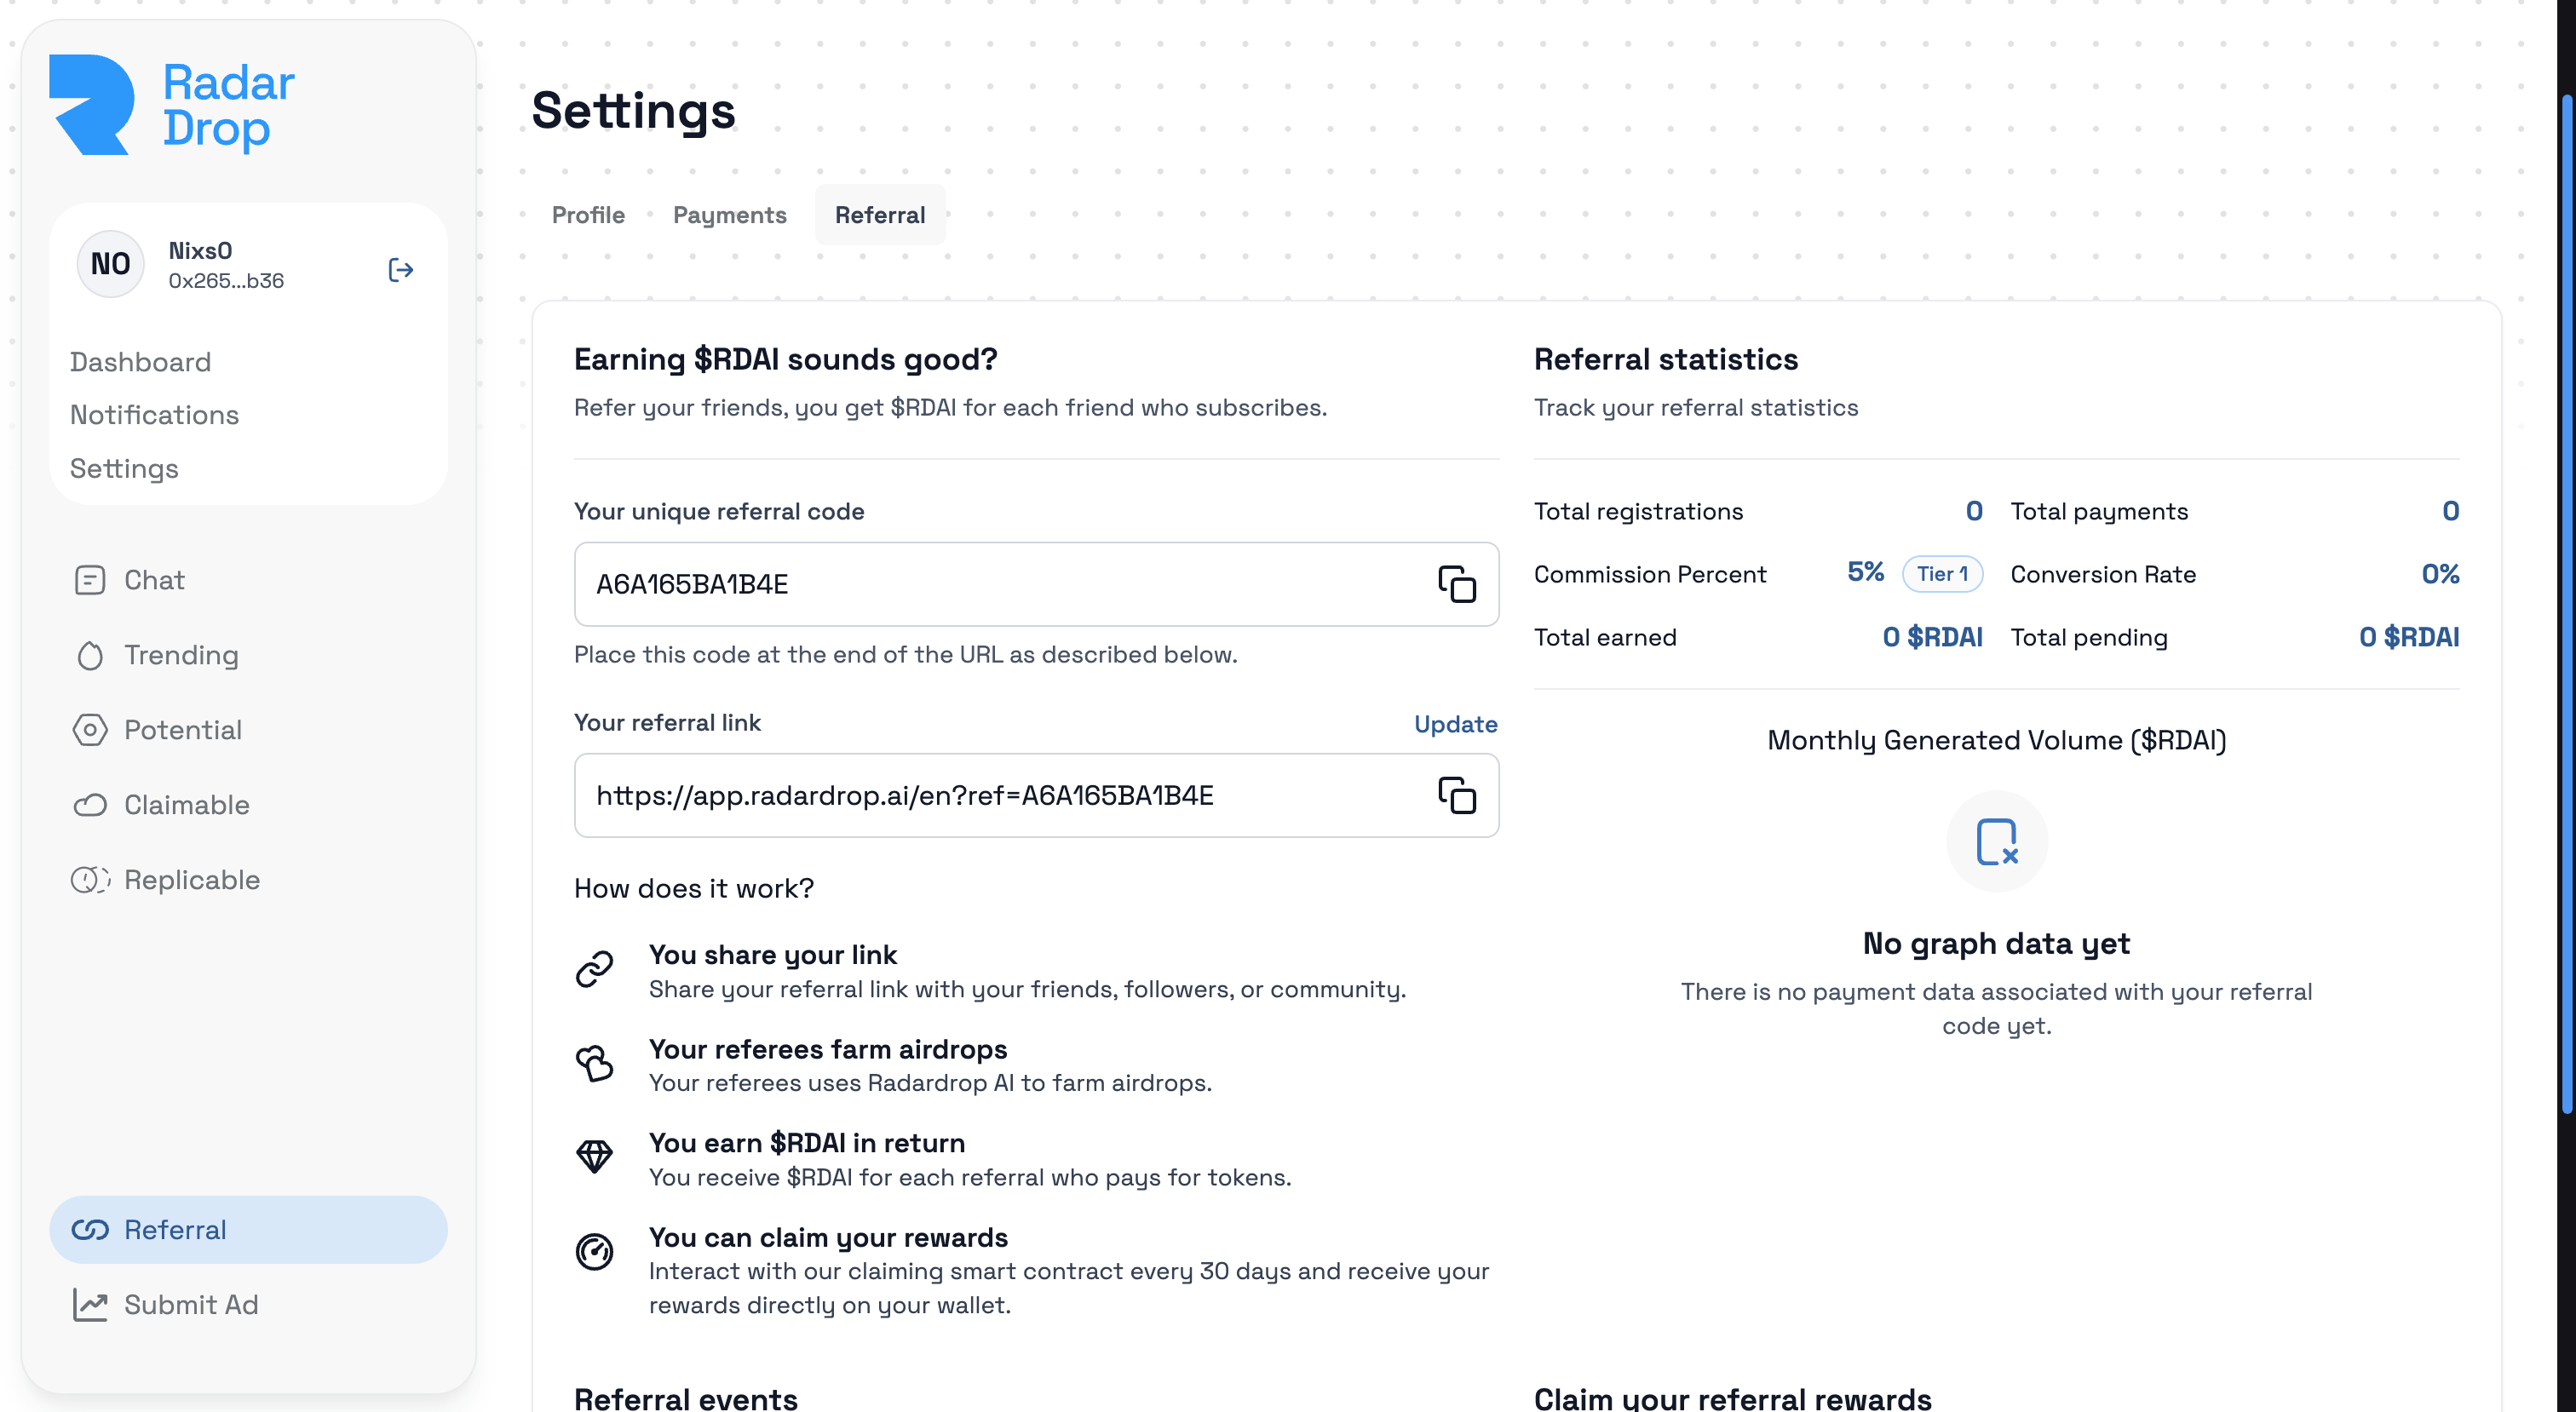 Radar
Drop
NO
Nixs0
0x265...b36
Dashboard
Notifications
Settings
Chat
Trending
Potential
Claimable
Replicable
Referral
Submit Ad
Settings
Profile
Payments
Referral
Earning $RDAI sounds good?
Refer your friends, you get $RDAI for each friend who subscribes.
Your unique referral code
A6A165BA1B4E
Place this code at the end of the URL as described below.
Your referral link
Update
https://app.radardrop.ai/en?ref=A6A165BA1B4E
How does it work?
You share your link
Share your referral link with your friends, followers, or community.
Your referees farm airdrops
Your referees uses Radardrop AI to farm airdrops.
You earn $RDAI in return
You receive $RDAI for each referral who pays for tokens.
You can claim your rewards
Interact with our claiming smart contract every 30 days and receive your
rewards directly on your wallet.
Referral events
Referral statistics
Track your referral statistics
Total registrations 0 Total payments 0
Commission Percent 5% Tier 1 Conversion Rate 0%
Total earned 0 $RDAI Total pending 0 $RDAI
Monthly Generated Volume ($RDAI)
No graph data yet
There is no payment data associated with your referral
code yet.
Claim your referral rewards